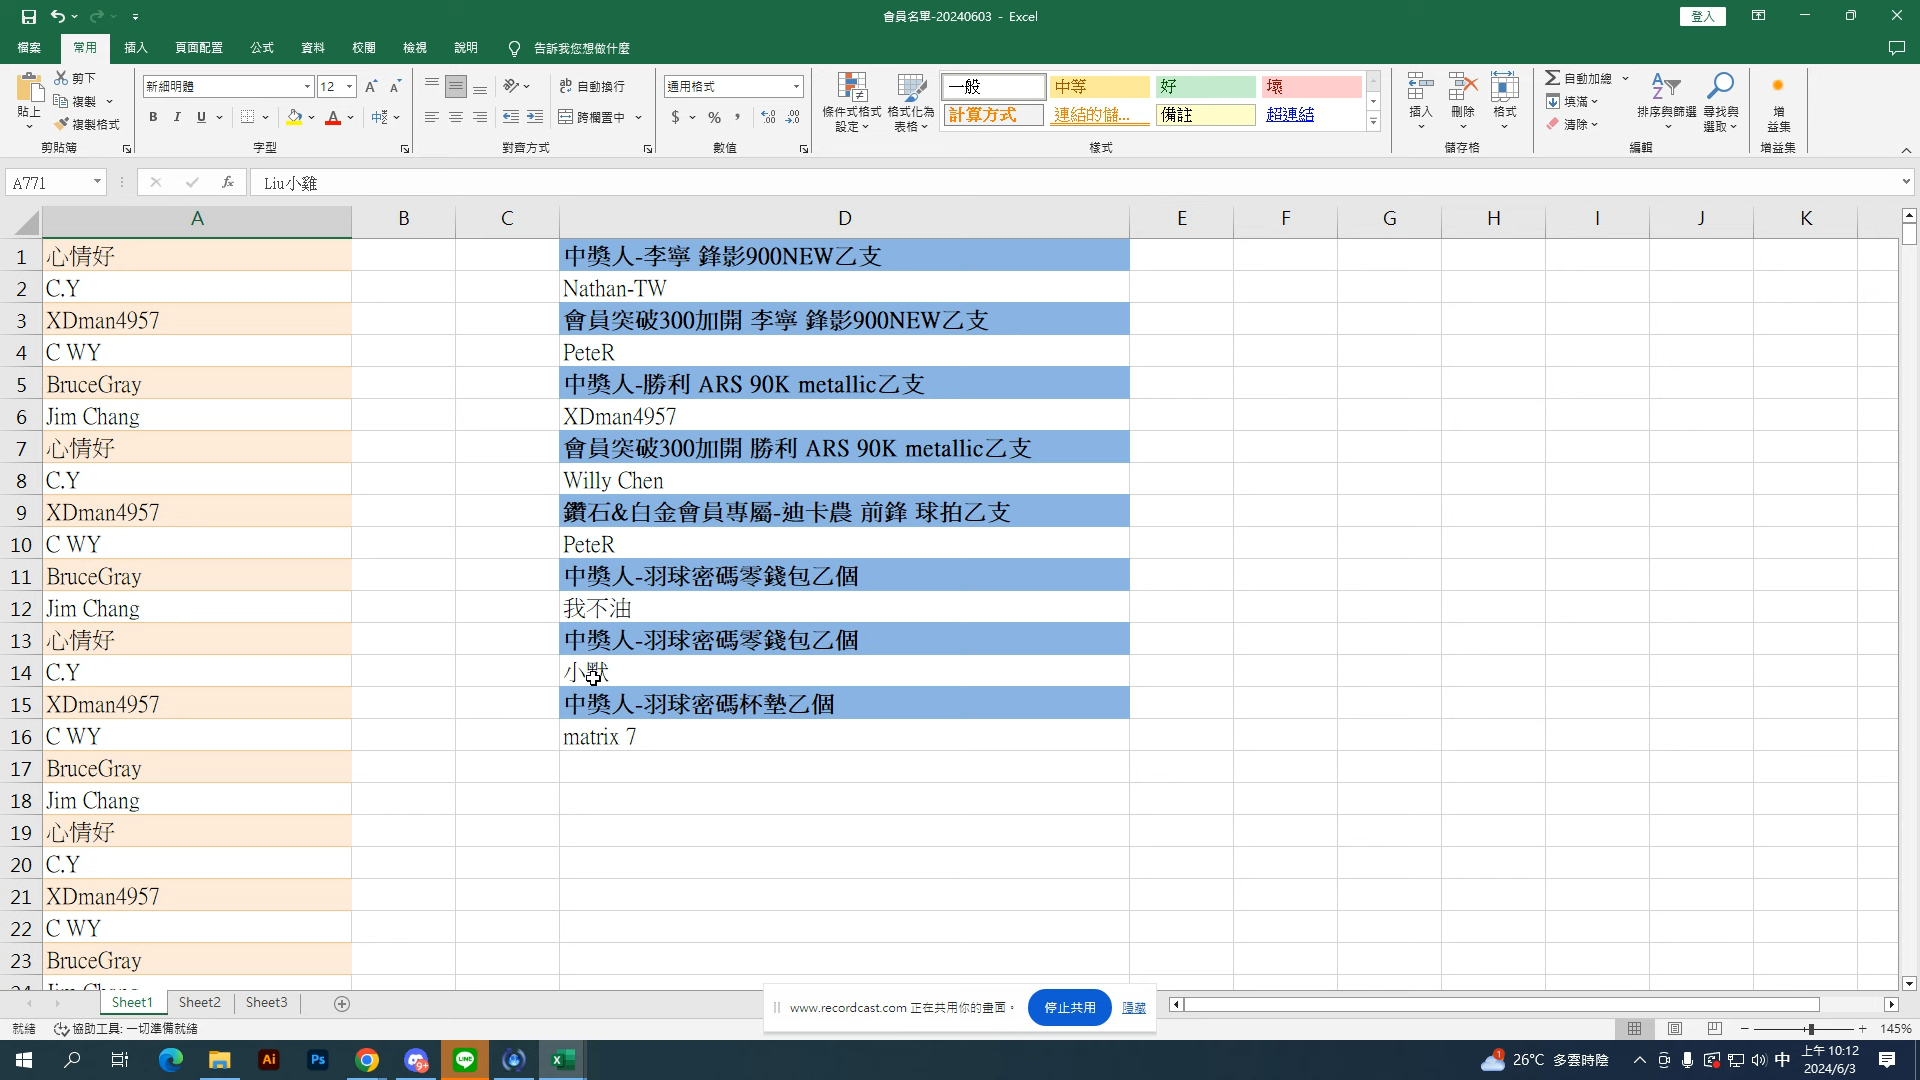 會員名單-20240603 - Excel
登入
檔案 常用 插入 頁面配置 公式 資料 校閱 檢視 說明 告訴我您想做什麼
貼上
剪下
複製
複製格式
剪貼簿
新細明體 12
B I U A
字型
自動換行
跨欄置中
對齊方式
通用格式
$ % ,
數值
條件式格式設定
格式化為表格
一般 中等 好 壞
計算方式 連結的儲... 備註 超連結
樣式
插入 刪除 格式
儲存格
自動加總
填滿
清除
排序與篩選
尋找與選取
編輯
增益集
增益集
A771 fx Liu小雞
A B C D E F G H I J K
1 心情好 中獎人-李寧 鋒影900NEW乙支
2 C.Y Nathan-TW
3 XDman4957 會員突破300加開 李寧 鋒影900NEW乙支
4 C WY PeteR
5 BruceGray 中獎人-勝利 ARS 90K metallic乙支
6 Jim Chang XDman4957
7 心情好 會員突破300加開 勝利 ARS 90K metallic乙支
8 C.Y Willy Chen
9 XDman4957 鑽石&白金會員專屬-迪卡農 前鋒 球拍乙支
10 C WY PeteR
11 BruceGray 中獎人-羽球密碼零錢包乙個
12 Jim Chang 我不油
13 心情好 中獎人-羽球密碼零錢包乙個
14 C.Y 小默
15 XDman4957 中獎人-羽球密碼杯墊乙個
16 C WY matrix 7
17 BruceGray
18 Jim Chang
19 心情好
20 C.Y
21 XDman4957
22 C WY
23 BruceGray
24 Jim Chang
Sheet1 Sheet2 Sheet3
www.recordcast.com 正在共用你的畫面。 停止共用 隱藏
就緒 協助工具: 一切準備就緒 145%
Ai Ps 9+ LINE
1 26°C 多雲時陰 中 上午 10:12
2024/6/3